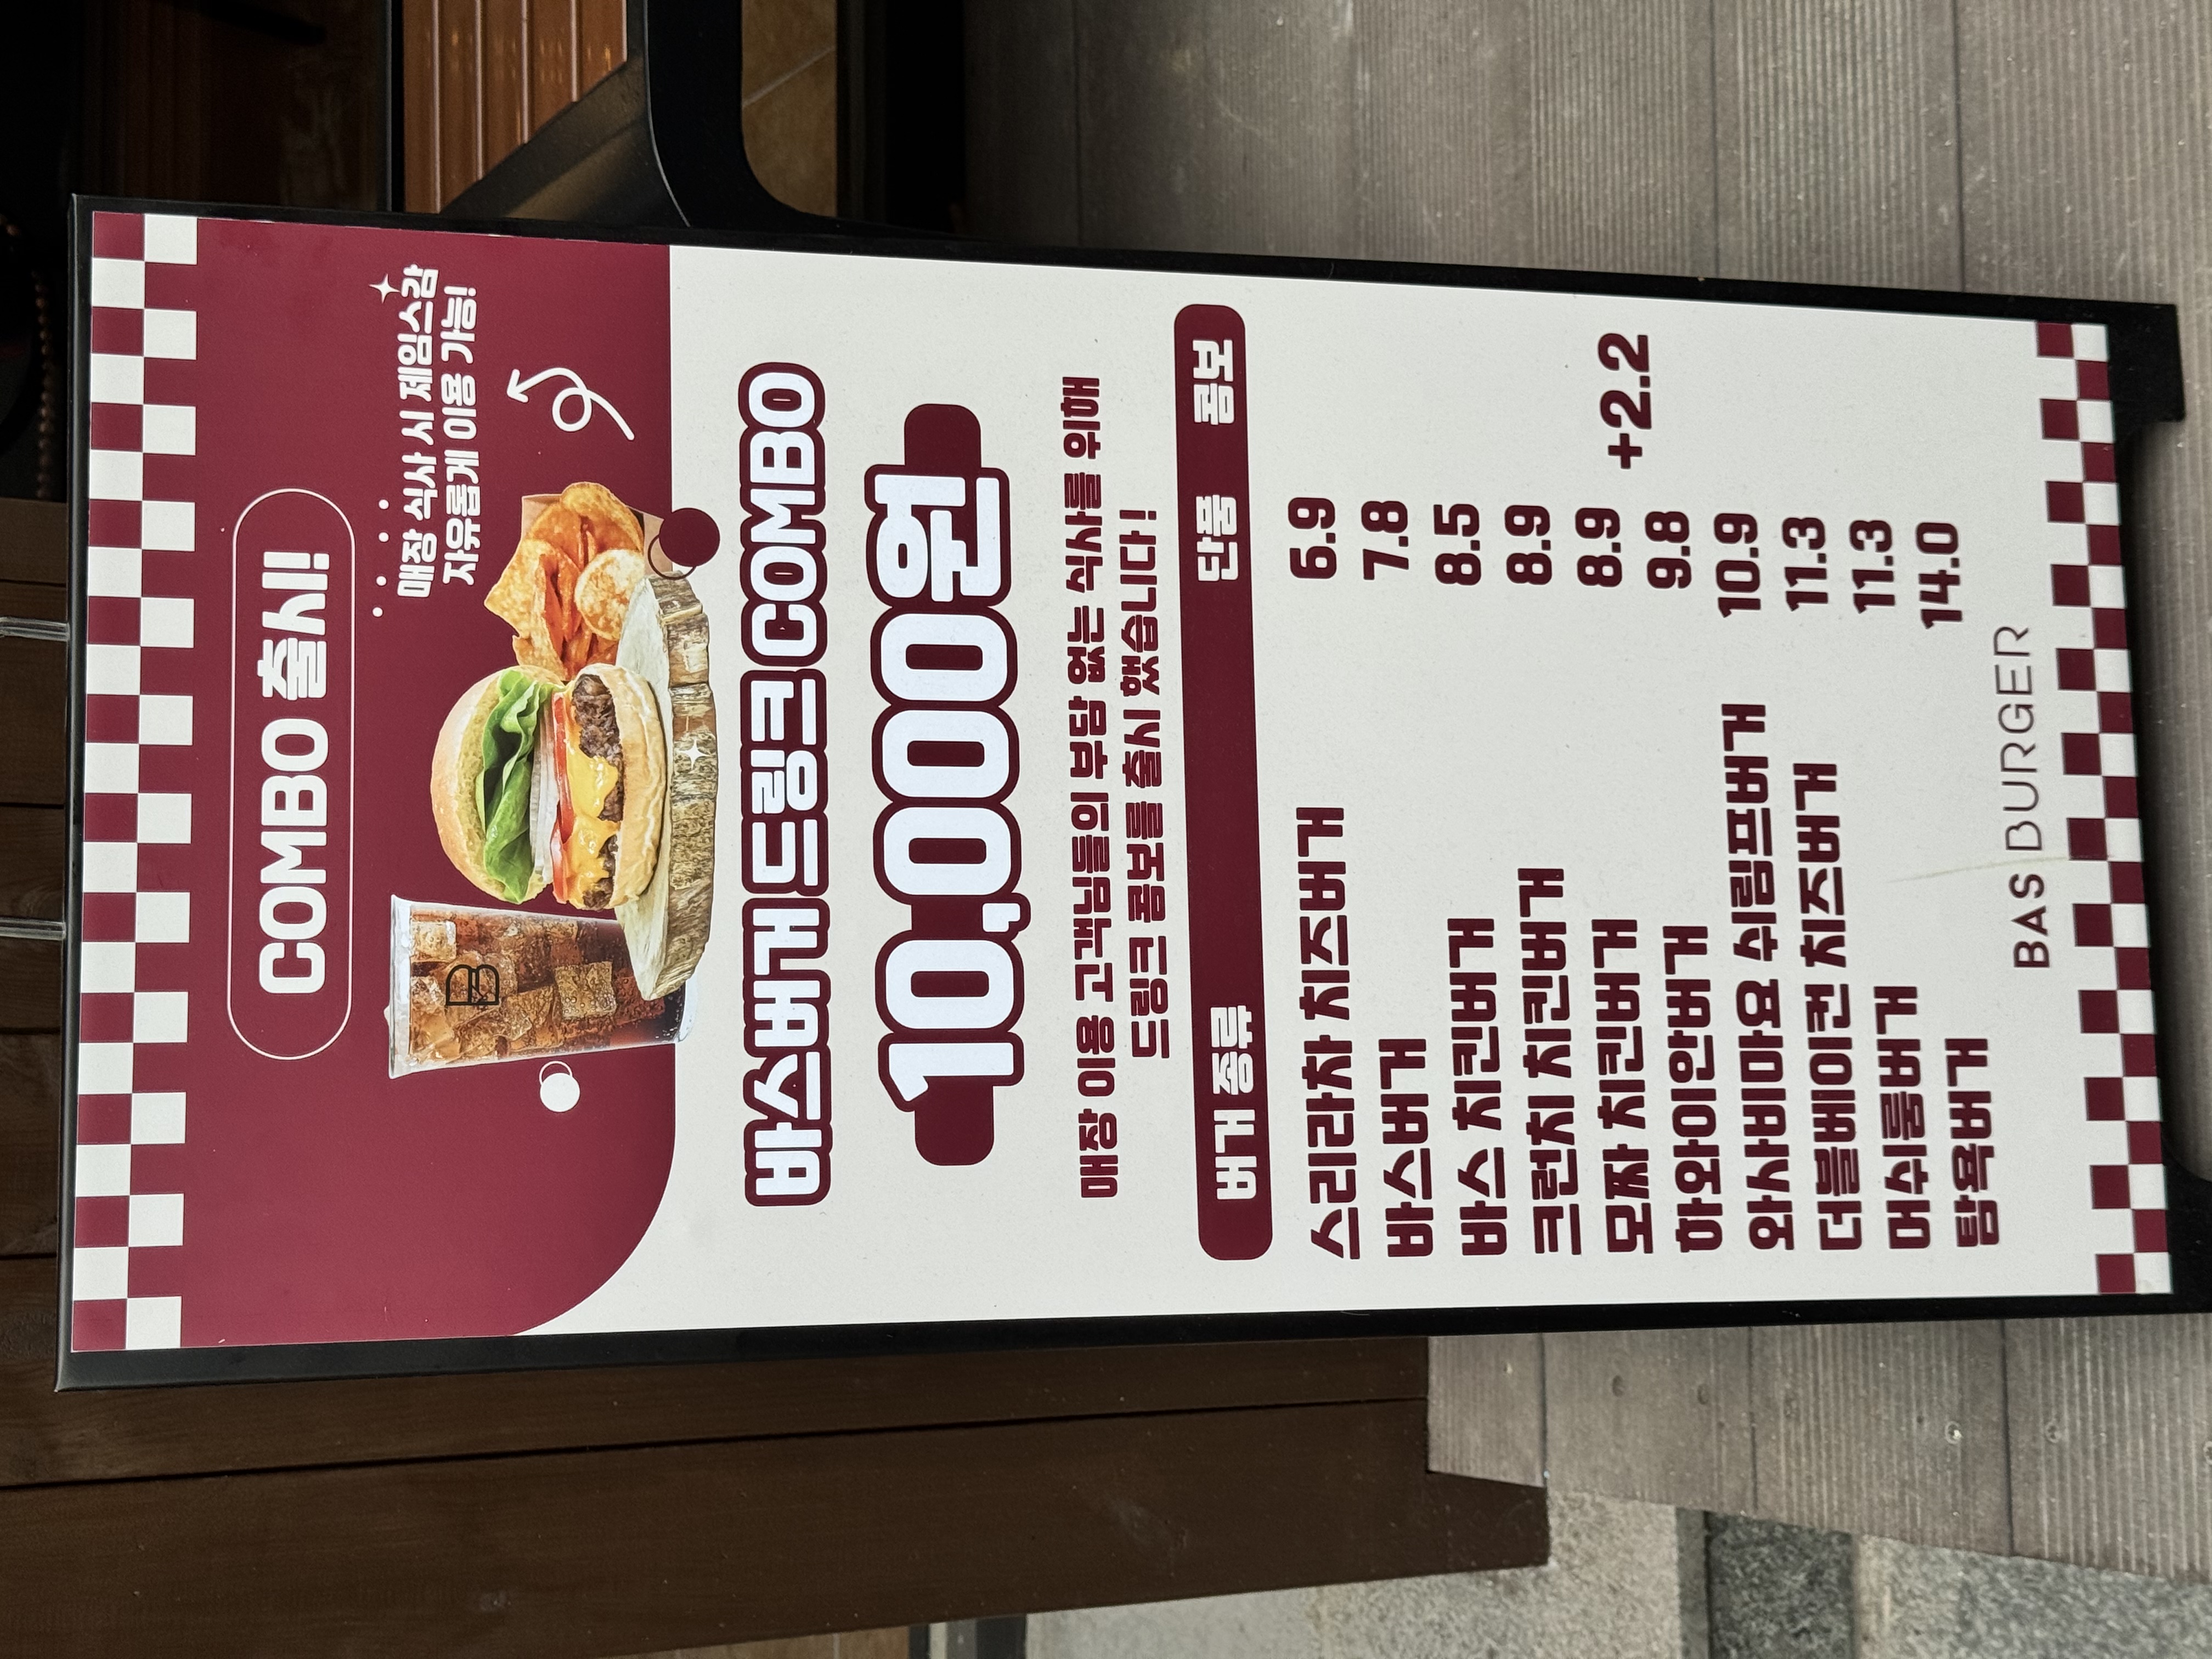 COMBO 출시!
매장 식사 시 제임스감
자유롭게 이용 가능!
B
바스버거 드링크 COMBO
10,000원
매장 이용 고객님들의 부담 없는 식사를 위해
드링크 콤보를 출시 했습니다!
버거 종류 단품 콤보
스리라차 치즈버거 6.9
바스버거 7.8
바스 치킨버거 8.5
크런치 치킨버거 8.9
모짜 치킨버거 8.9
+2.2
하와이안버거 9.8
와사비마요 쉬림프버거 10.9
더블베이컨 치즈버거 11.3
머쉬룸버거 11.3
탐욕버거 14.0
BAS BURGER